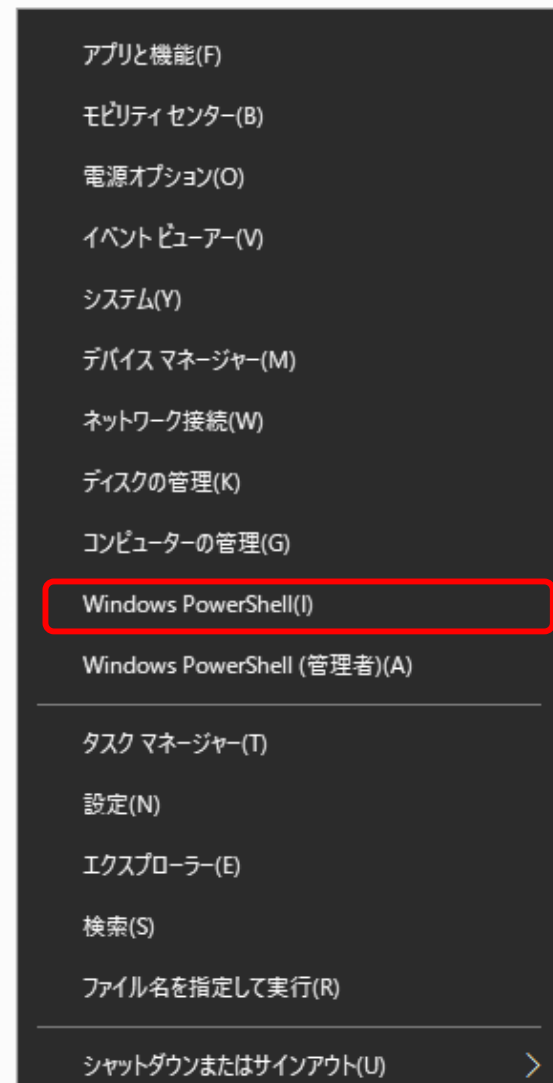 アプリと機能(F)
モビリティ センター(B)
電源オプション(O)
イベント ビューアー(V)
システム(Y)
デバイス マネージャー(M)
ネットワーク接続(W)
ディスクの管理(K)
コンピューターの管理(G)
Windows PowerShell(I)
Windows PowerShell (管理者)(A)
タスク マネージャー(T)
設定(N)
エクスプローラー(E)
検索(S)
ファイル名を指定して実行(R)
シャットダウンまたはサインアウト(U)